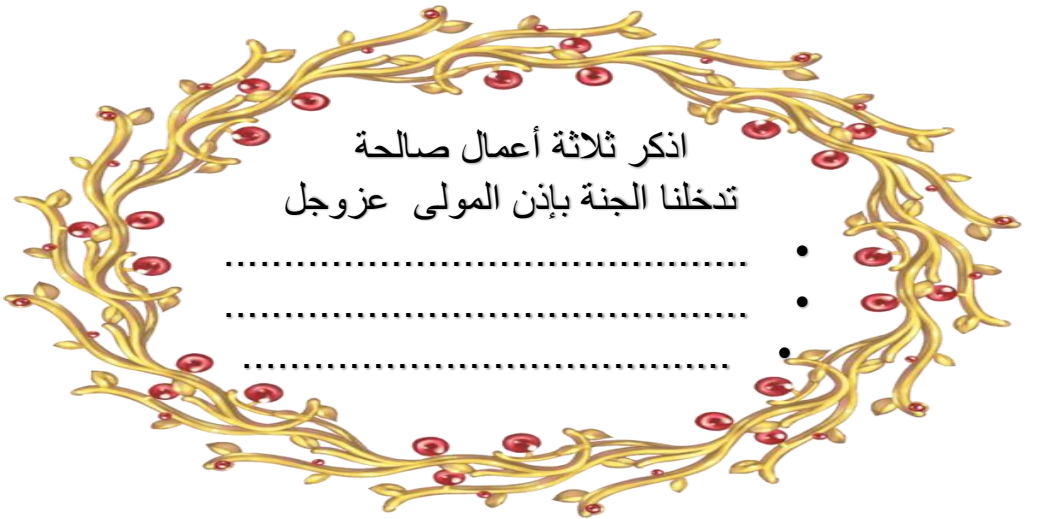 اذكر ثلاثة أعمال صالحة
تدخلنا الجنة بإذن المولى عزوجل
• ............................................
• ............................................
• .........................................